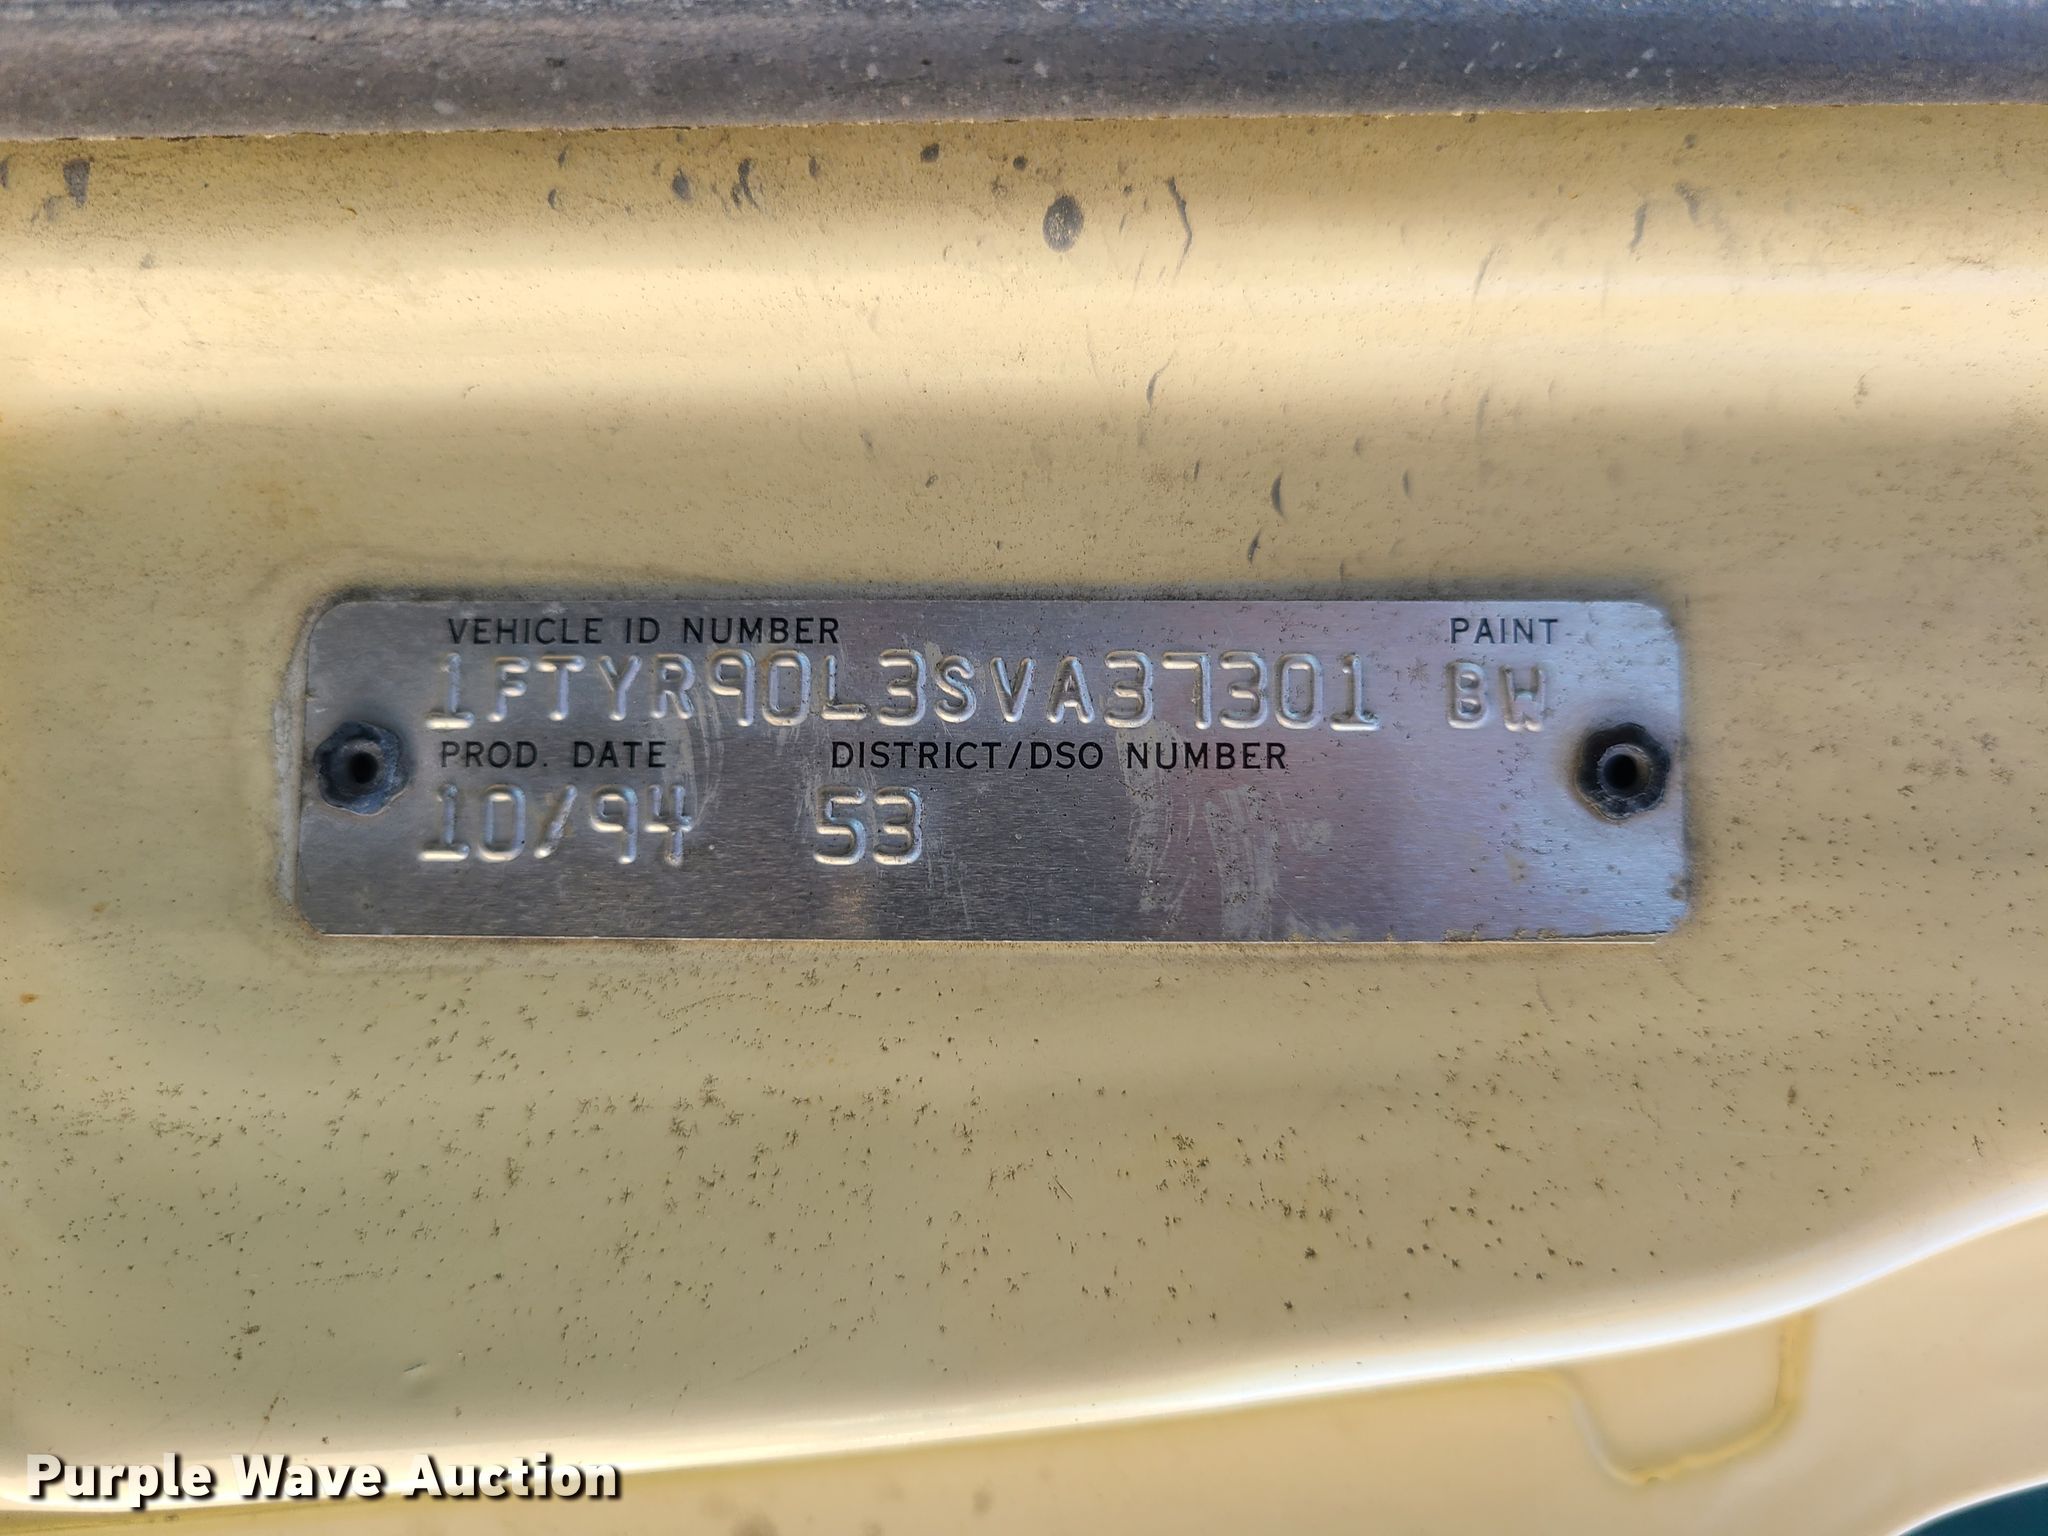 VEHICLE ID NUMBER PAINT
1FTYR90L3SVA37301 BW
PROD. DATE DISTRICT/DSO NUMBER
10/94 53
Purple Wave Auction